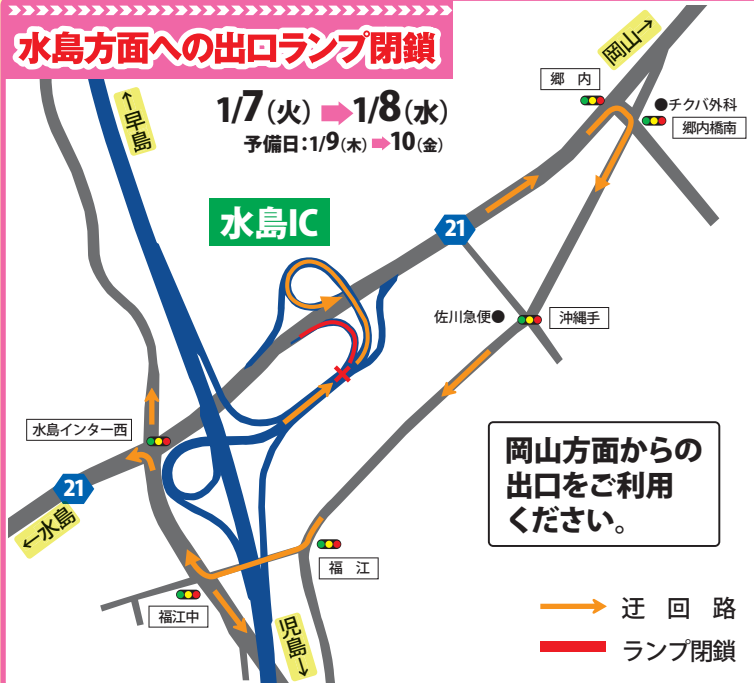 水島方面への出口ランプ閉鎖
1/7(火)➡1/8(水)
予備日:1/9(木)➡10(金)
岡山→
←早島
郷 内
●チクバ外科
郷内橋南
水島IC
21
佐川急便●
沖縄手
水島インター西
21
←水島
岡山方面からの
出口をご利用
ください。
福 江
福江中
児島→
迂 回 路
ランプ閉鎖